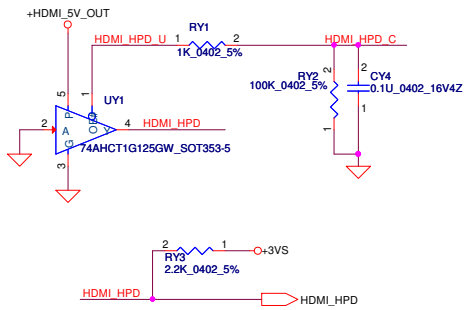 +HDMI_5V_OUT
HDMI_HPD_U
RY1
1 2
1K_0402_5%
HDMI_HPD_C
5
1
UY1
P
OE#
2 A Y 4
HDMI_HPD
G
74AHCT1G125GW_SOT353-5
3
2
RY2
100K_0402_5%
1
2
CY4
0.1U_0402_16V4Z
1
2 1
+3VS
RY3
2.2K_0402_5%
HDMI_HPD
HDMI_HPD